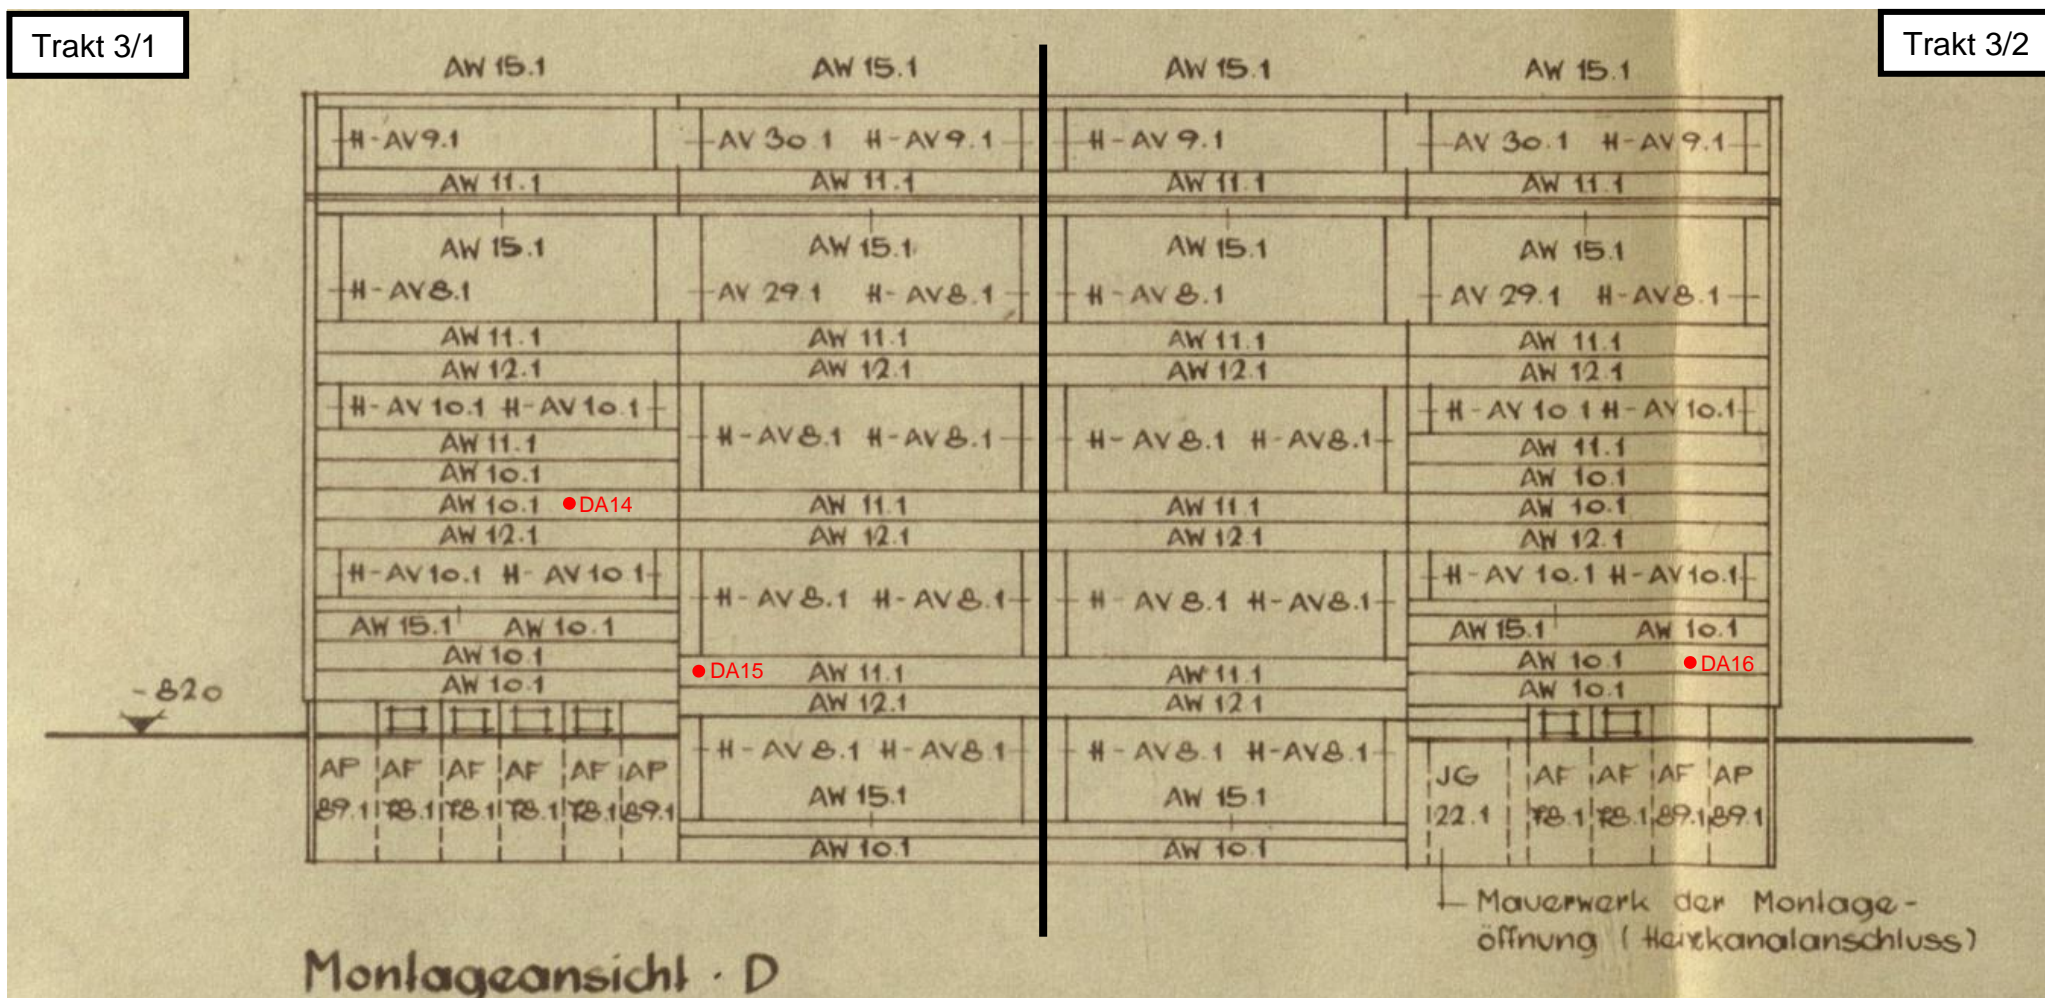 Trakt 3/1
Trakt 3/2
AW 15.1 AW 15.1 AW 15.1 AW 15.1
H-AV 9.1 AV 30.1 H-AV 9.1 H-AV 9.1 AV 30.1 H-AV 9.1
AW 11.1 AW 11.1 AW 11.1 AW 11.1
AW 15.1 AW 15.1 AW 15.1 AW 15.1
H-AV 8.1 AV 29.1 H-AV 8.1 H-AV 8.1 AV 29.1 H-AV 8.1
AW 11.1 AW 11.1 AW 11.1 AW 11.1
AW 12.1 AW 12.1 AW 12.1 AW 12.1
H-AV 10.1 H-AV 10.1 H-AV 10.1 H-AV 10.1
H-AV 8.1 H-AV 8.1 H-AV 8.1 H-AV 8.1
AW 11.1 AW 11.1
AW 10.1 AW 10.1
AW 10.1 DA14 AW 11.1 AW 11.1 AW 10.1
AW 12.1 AW 12.1 AW 12.1 AW 12.1
H-AV 10.1 H-AV 10.1 H-AV 10.1 H-AV 10.1
H-AV 8.1 H-AV 8.1 H-AV 8.1 H-AV 8.1
AW 15.1 AW 10.1 AW 15.1 AW 10.1
AW 10.1 DA15 AW 11.1 AW 11.1 AW 10.1 DA16
-820 AW 10.1 AW 12.1 AW 12.1 AW 10.1
H-AV 8.1 H-AV 8.1 H-AV 8.1 H-AV 8.1
AP AF AF AF AF AP JG AF AF AF AP
89.1 78.1 78.1 78.1 78.1 89.1 AW 15.1 AW 15.1 22.1 78.1 78.1 89.1 89.1
AW 10.1 AW 10.1
Mauerwerk der Montage-
öffnung (Heizkanalanschluss)
Montageansicht · D